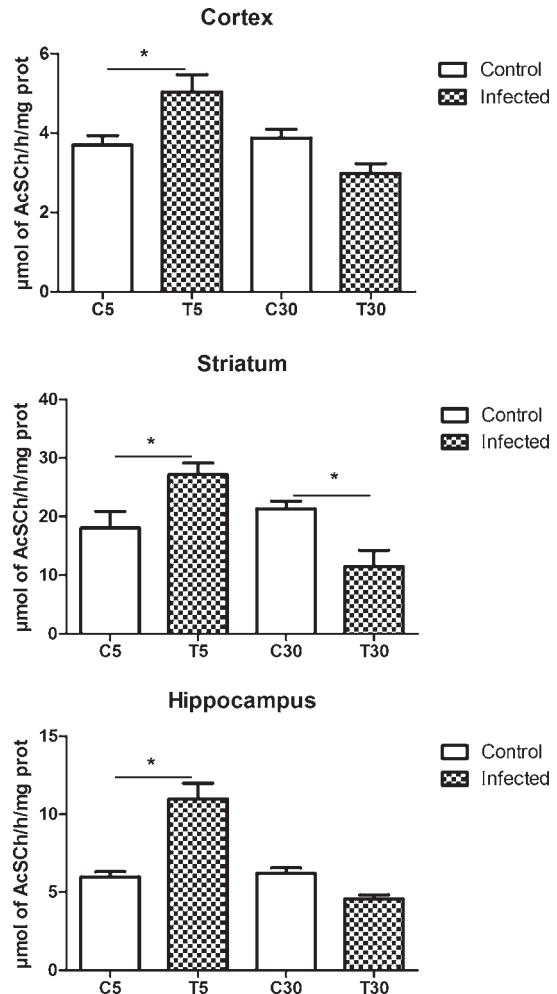 Cortex
µmol of AcSCh/h/mg prot
6
4
2
0
*
C5 T5 C30 T30
Control
Infected
Striatum
µmol of AcSCh/h/mg prot
40
30
20
10
0
* *
C5 T5 C30 T30
Control
Infected
Hippocampus
µmol of AcSCh/h/mg prot
15
10
5
0
*
C5 T5 C30 T30
Control
Infected